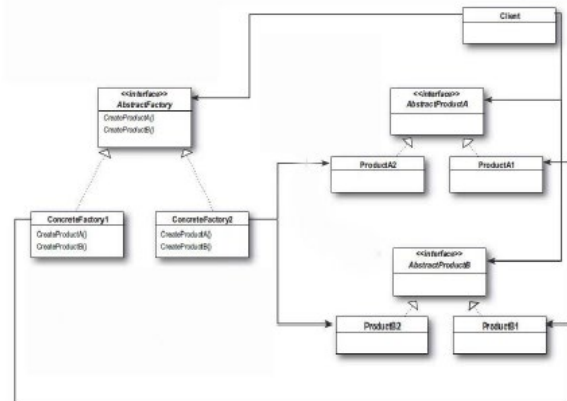 Client
<<interface>>
AbstractFactory
CreateProductA()
CreateProductB()
<<interface>>
AbstractProductA
ProductA2
ProductA1
ConcreteFactory1
CreateProductA()
CreateProductB()
ConcreteFactory2
CreateProductA()
CreateProductB()
<<interface>>
AbstractProductB
ProductB2
ProductB1